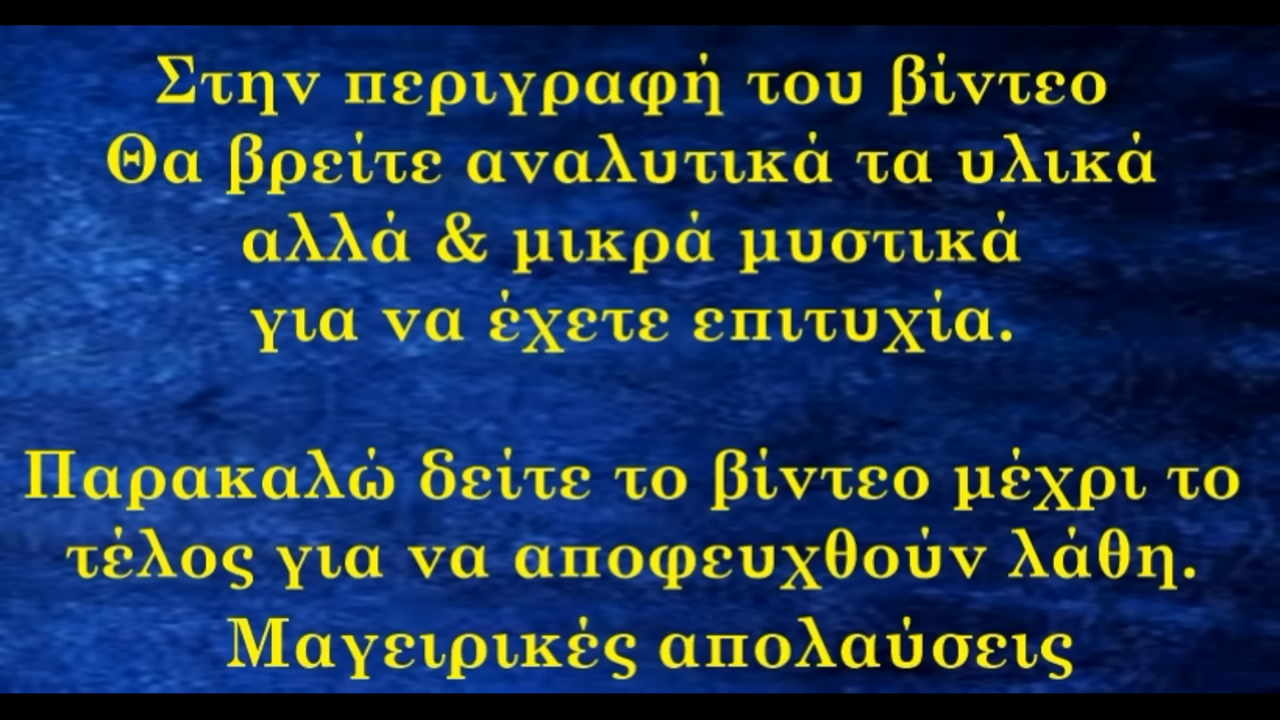 Στην περιγραφή του βίντεο
Θα βρείτε αναλυτικά τα υλικά
αλλά & μικρά μυστικά
για να έχετε επιτυχία.
Παρακαλώ δείτε το βίντεο μέχρι το
τέλος για να αποφευχθούν λάθη.
Μαγειρικές απολαύσεις